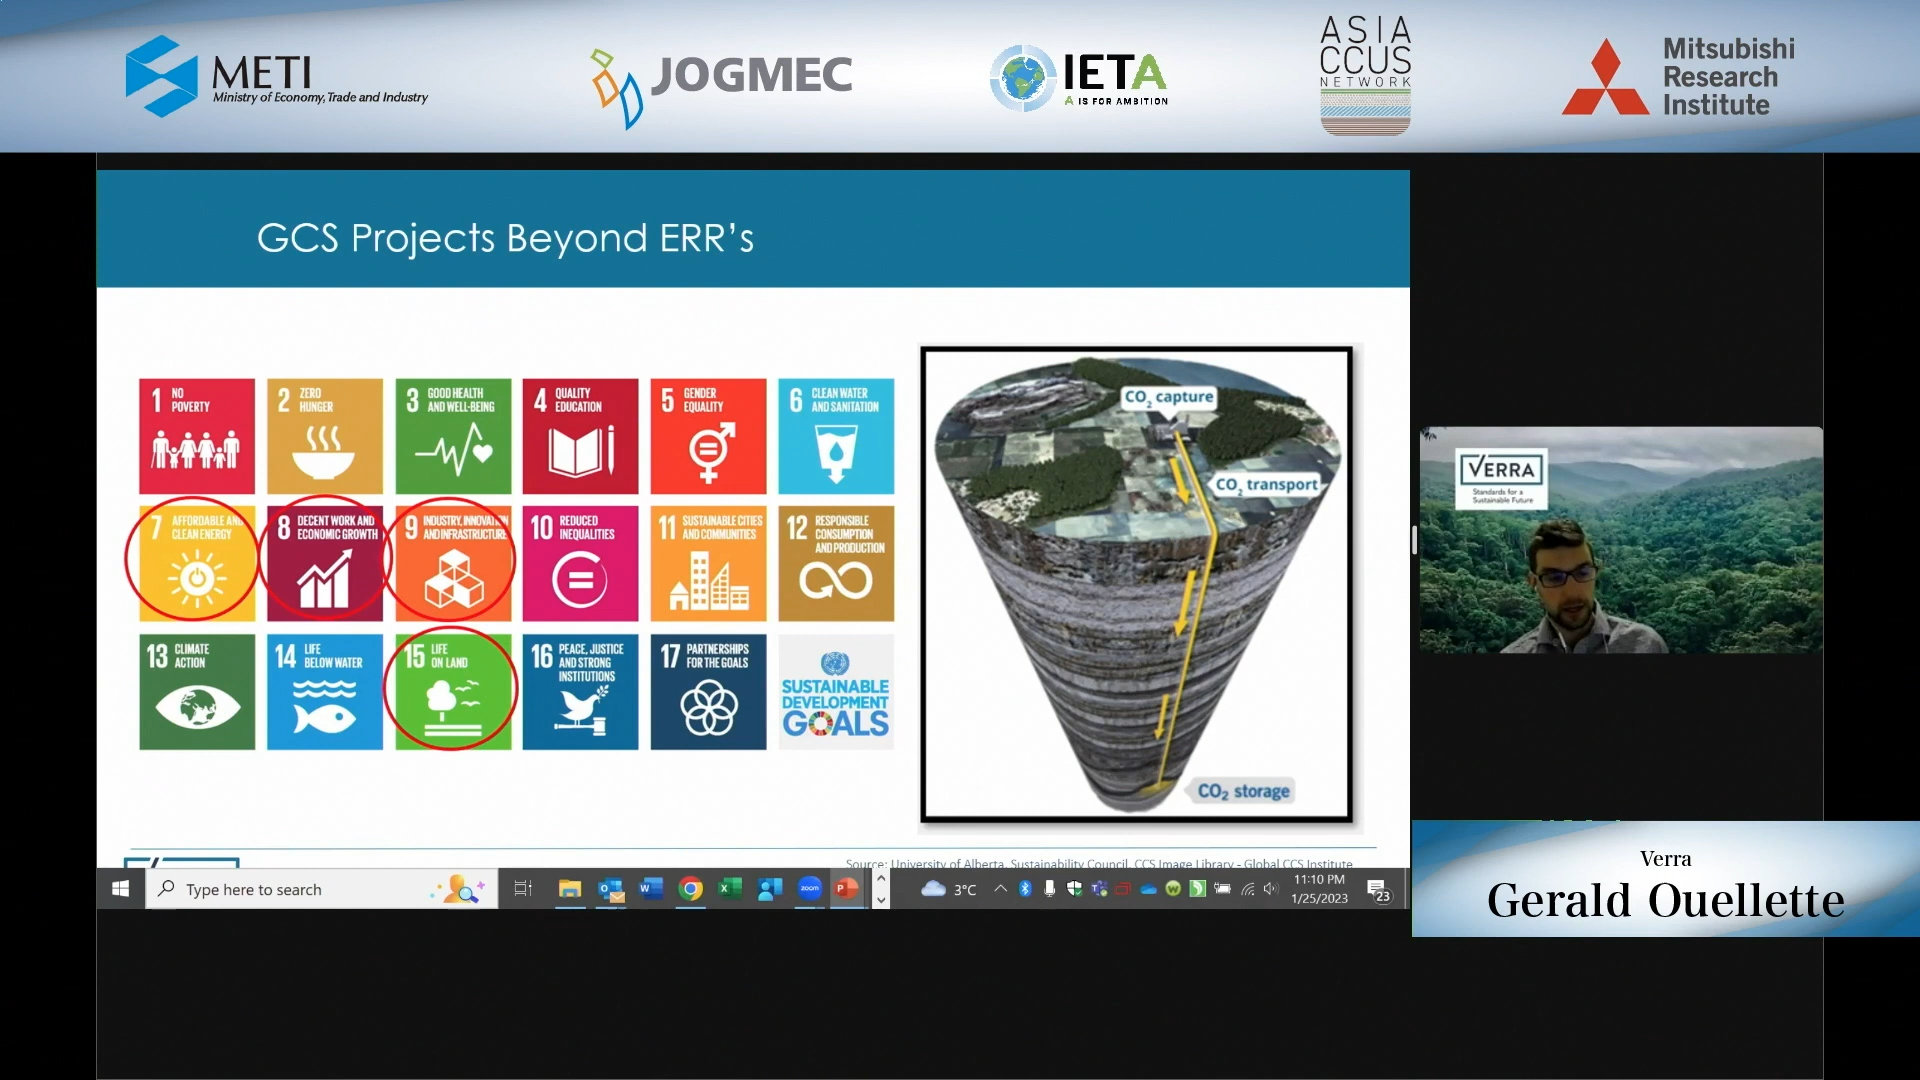 METI
Ministry of Economy, Trade and Industry
JOGMEC
IETA
A IS FOR AMBITION
ASIA
CCUS
NETWORK
Mitsubishi
Research
Institute
GCS Projects Beyond ERR's
1 NO
POVERTY
2 ZERO
HUNGER
3 GOOD HEALTH
AND WELL-BEING
4 QUALITY
EDUCATION
5 GENDER
EQUALITY
6 CLEAN WATER
AND SANITATION
7 AFFORDABLE AND
CLEAN ENERGY
8 DECENT WORK AND
ECONOMIC GROWTH
9 INDUSTRY, INNOVATION
AND INFRASTRUCTURE
10 REDUCED
INEQUALITIES
11 SUSTAINABLE CITIES
AND COMMUNITIES
12 RESPONSIBLE
CONSUMPTION
AND PRODUCTION
13 CLIMATE
ACTION
14 LIFE
BELOW WATER
15 LIFE
ON LAND
16 PEACE, JUSTICE
AND STRONG
INSTITUTIONS
17 PARTNERSHIPS
FOR THE GOALS
SUSTAINABLE
DEVELOPMENT
GOALS
CO₂ capture
CO₂ transport
CO₂ storage
Source: University of Alberta, Sustainability Council, CCS Image Library - Global CCS Institute
VERRA
Standards for a
Sustainable Future
Type here to search
zoom
3°C
11:10 PM
1/25/2023
23
Verra
Gerald Ouellette